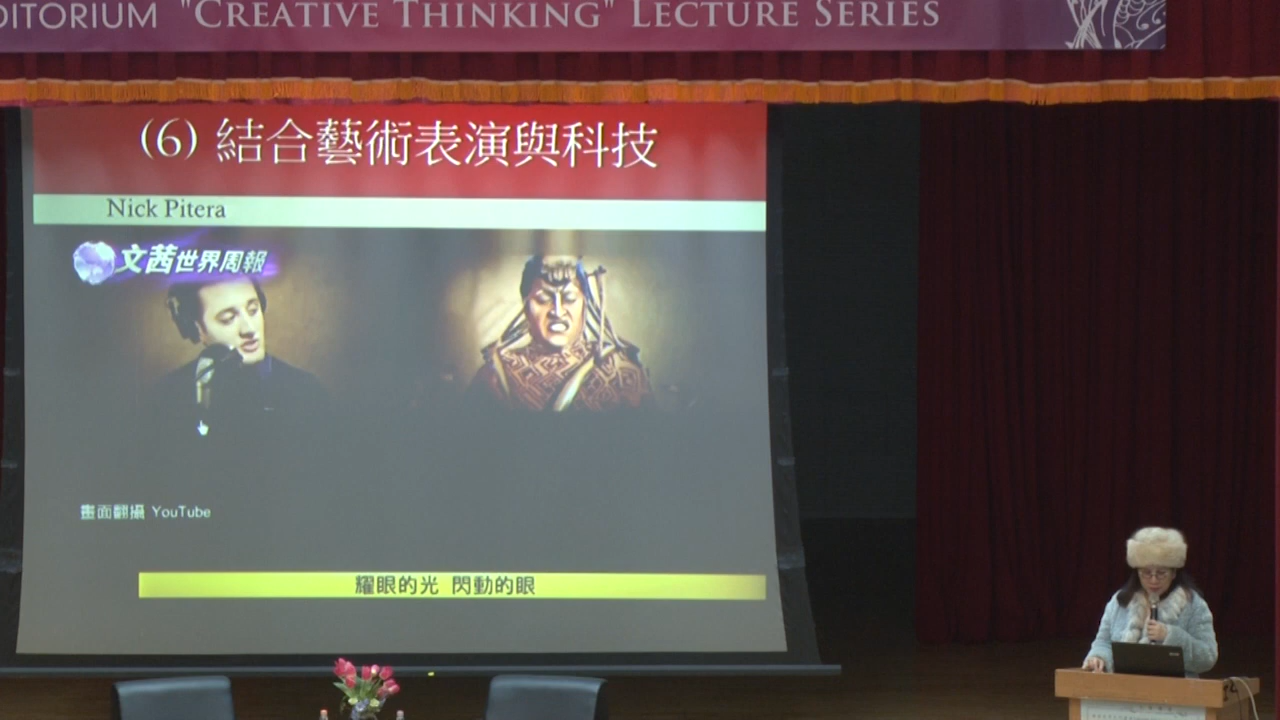 DITORIUM "CREATIVE THINKING" LECTURE SERIES
(6) 結合藝術表演與科技
Nick Pitera
文茜世界周報
畫面翻攝 YouTube
耀眼的光 閃動的眼